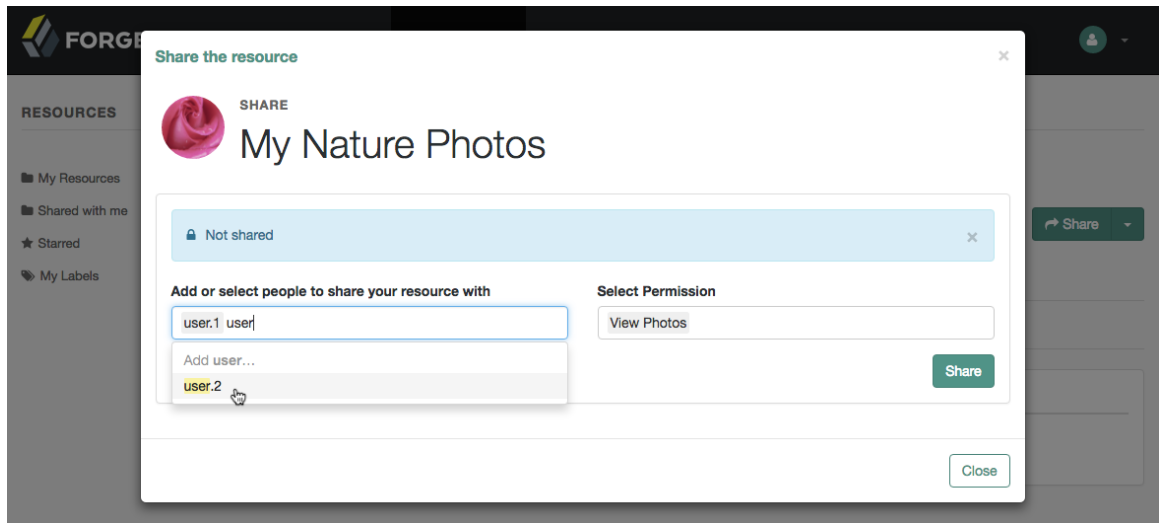 FORGE
Share the resource
×
SHARE
My Nature Photos
RESOURCES
My Resources
Shared with me
Starred
My Labels
Not shared
×
Share
Add or select people to share your resource with
Select Permission
user.1 user
View Photos
Add user...
user.2
Share
Close